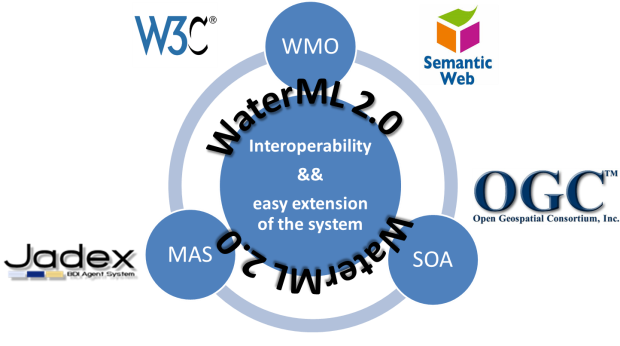 W3C®
WMO
Semantic
Web
WaterML 2.0
Interoperability
&&
easy extension
of the system
OGC™
Open Geospatial Consortium, Inc.
MAS
SOA
WaterML 2.0
Jadex
BDI Agent System